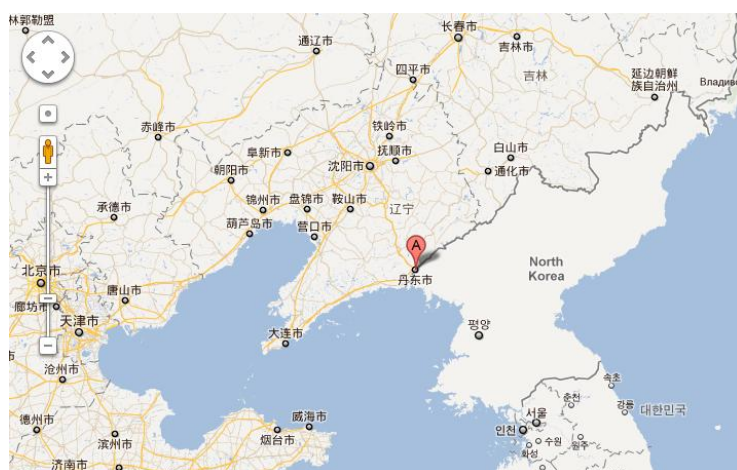 林郭勒盟
通辽市
长春市
吉林市
四平市
吉林
延边朝鲜
族自治州
Владиво
赤峰市
铁岭市
阜新市
抚顺市
沈阳市
白山市
通化市
朝阳市
锦州市
盘锦市
鞍山市
辽宁
承德市
葫芦岛市
营口市
A
丹东市
North
Korea
北京市
唐山市
廊坊市
天津市
大连市
平양
沧州市
속초
춘천
강릉
대한민국
서울
인천
수원
화성
원주
德州市
滨州市
威海市
烟台市
济南市